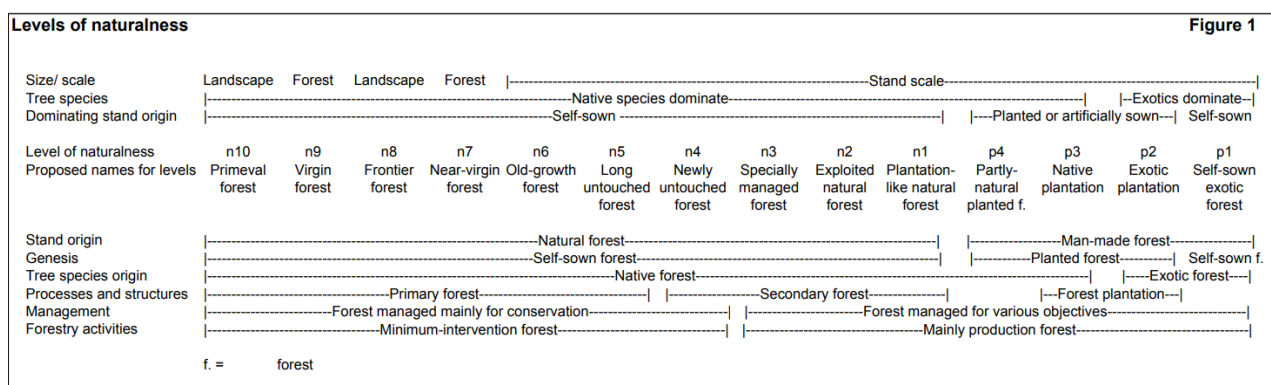 Levels of naturalness Figure 1
Size/ scale Landscape Forest Landscape Forest |---Stand scale---|
Tree species |---Native species dominate---| |--Exotics dominate--|
Dominating stand origin |---Self-sown ---| |----Planted or artificially sown---| Self-sown
Level of naturalness n10 n9 n8 n7 n6 n5 n4 n3 n2 n1 p4 p3 p2 p1
Proposed names for levels Primeval Virgin Frontier Near-virgin Old-growth Long Newly Specially Exploited Plantation- Partly- Native Exotic Self-sown
forest forest forest forest forest untouched untouched managed natural like natural natural plantation plantation exotic
forest forest forest forest forest planted f. forest
Stand origin |---Natural forest---| |---Man-made forest---|
Genesis |---Self-sown forest---| |---Planted forest---| Self-sown f.
Tree species origin |---Native forest---| |-----Exotic forest----|
Processes and structures |---Primary forest---| |---Secondary forest---| |---Forest plantation---|
Management |---Forest managed mainly for conservation---| |---Forest managed for various objectives---|
Forestry activities |---Minimum-intervention forest---| |---Mainly production forest---|
f. = forest